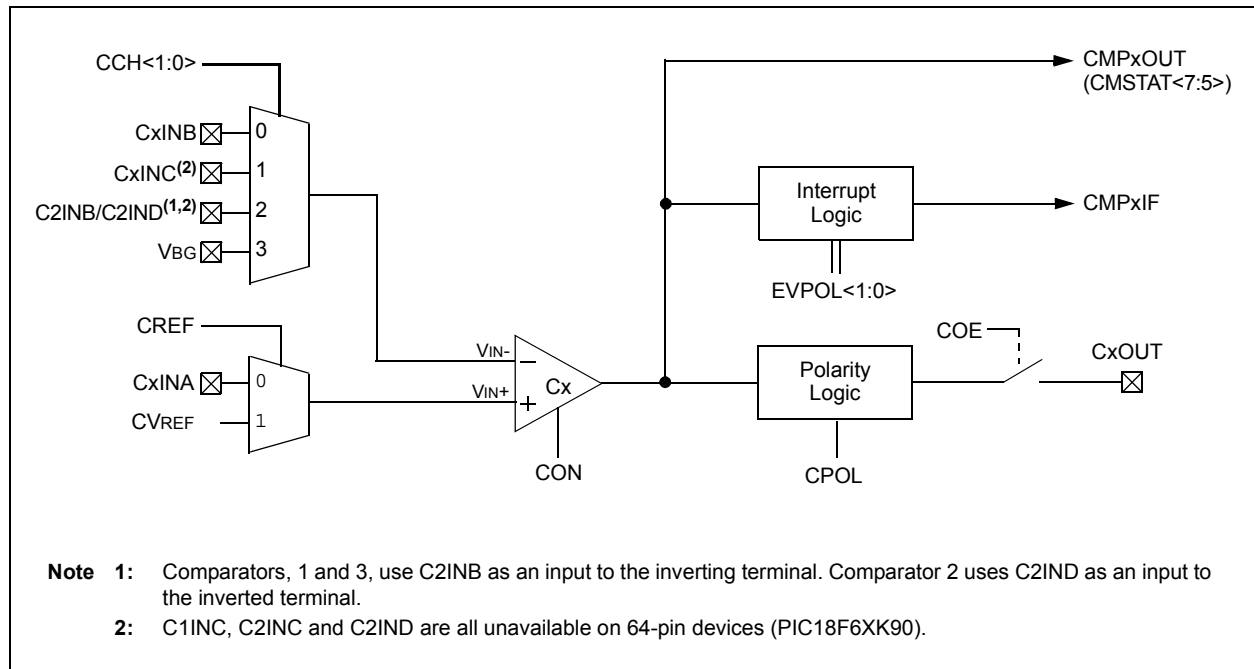 CCH<1:0>
CMPxOUT
(CMSTAT<7:5>)
CxINB 0
CxINC(2) 1
C2INB/C2IND(1,2) 2
VBG 3
Interrupt
Logic
CMPxIF
EVPOL<1:0>
CREF
COE
CxOUT
CxINA 0
CVREF 1
VIN- –
VIN+ +
Cx
Polarity
Logic
CON
CPOL
Note 1: Comparators, 1 and 3, use C2INB as an input to the inverting terminal. Comparator 2 uses C2IND as an input to
the inverted terminal.
2: C1INC, C2INC and C2IND are all unavailable on 64-pin devices (PIC18F6XK90).